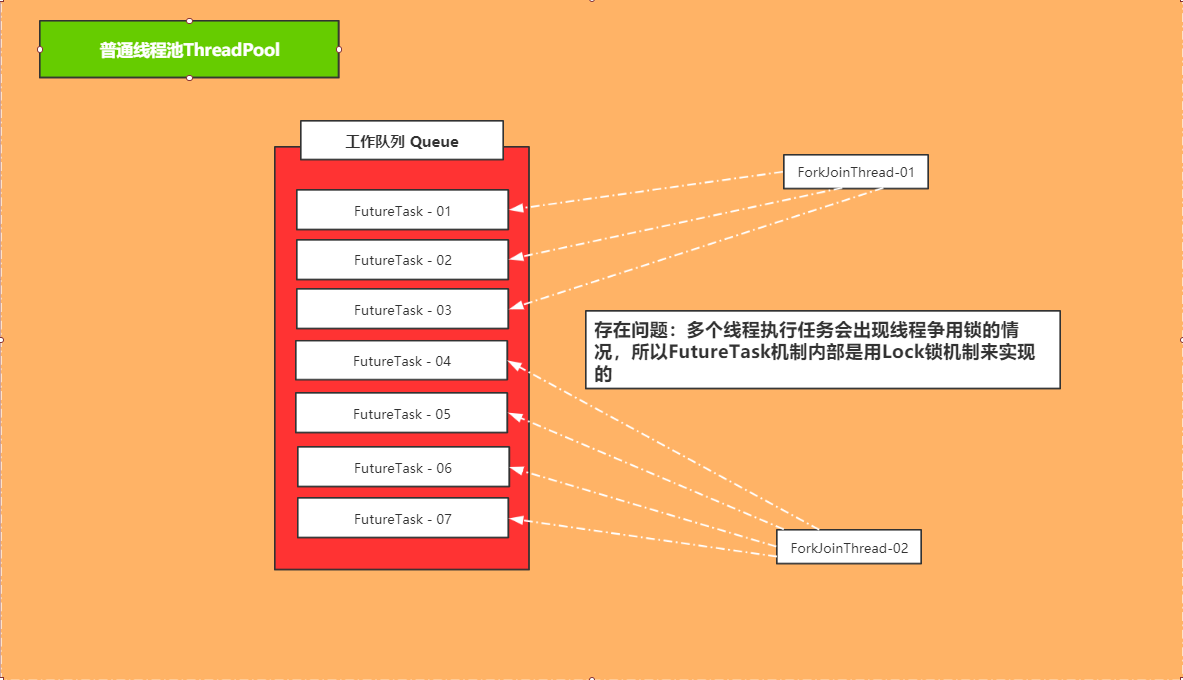 普通线程池ThreadPool
工作队列 Queue
FutureTask - 01
FutureTask - 02
FutureTask - 03
FutureTask - 04
FutureTask - 05
FutureTask - 06
FutureTask - 07
ForkJoinThread-01
存在问题：多个线程执行任务会出现线程争用锁的情
况，所以FutureTask机制内部是用Lock锁机制来实现
的
ForkJoinThread-02